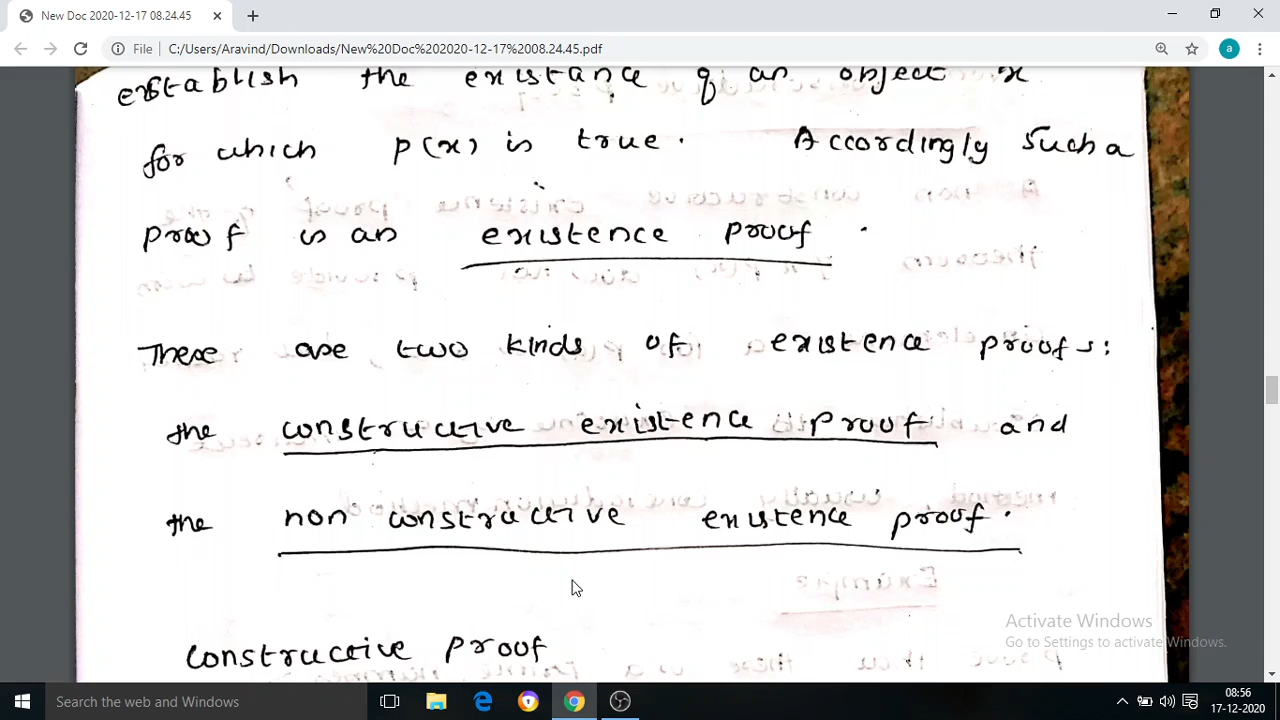 New Doc 2020-12-17 08.24.45
File C:/Users/Aravind/Downloads/New%20Doc%202020-12-17%2008.24.45.pdf
a
establish the existance of an object x
for which p(x) is true. Accordingly such a
proof is an existence proof.
These are two kinds of existence proofs:
the constructive existence proof and
the non constructive existence proof.
Example
constructive proof
Activate Windows
Go to Settings to activate Windows.
Search the web and Windows
08:56
17-12-2020